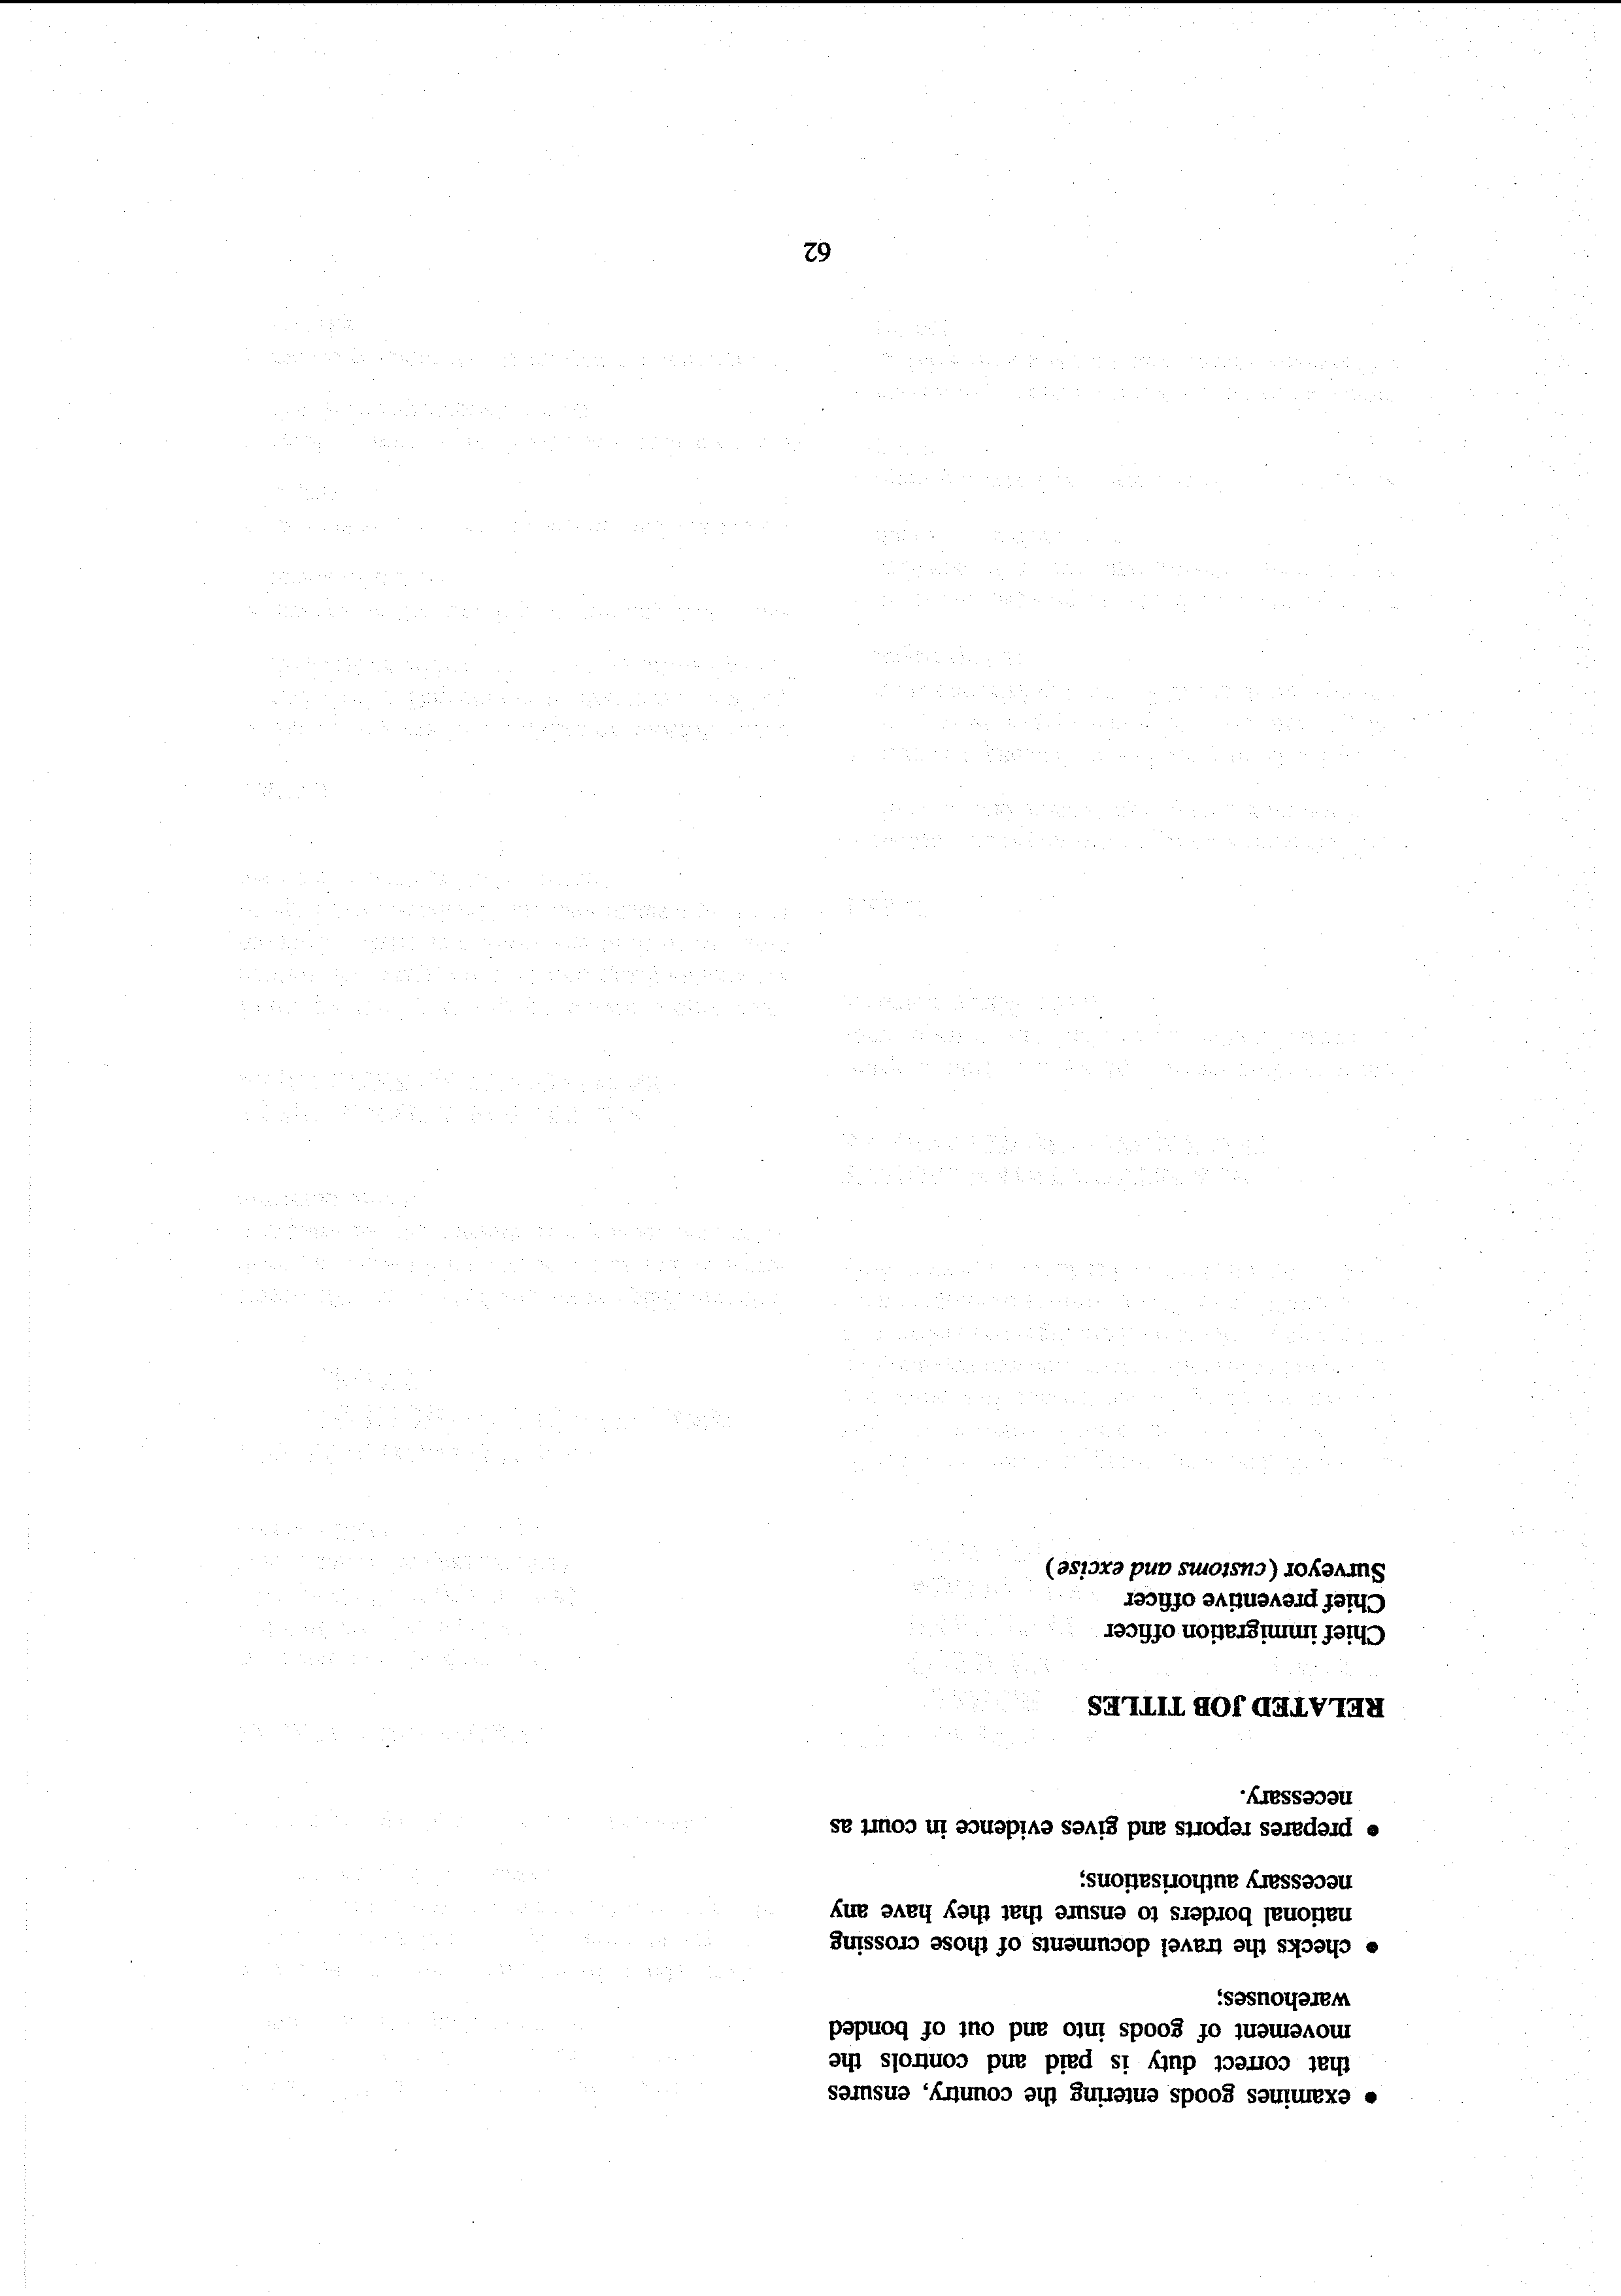 • examines goods entering the country, ensures
that correct duty is paid and controls the
movement of goods into and out of bonded
warehouses;
• checks the travel documents of those crossing
national borders to ensure that they have any
necessary authorisations;
• prepares reports and gives evidence in court as
necessary.
RELATED JOB TITLES
Chief immigration officer
Chief preventive officer
Surveyor (customs and excise)
62